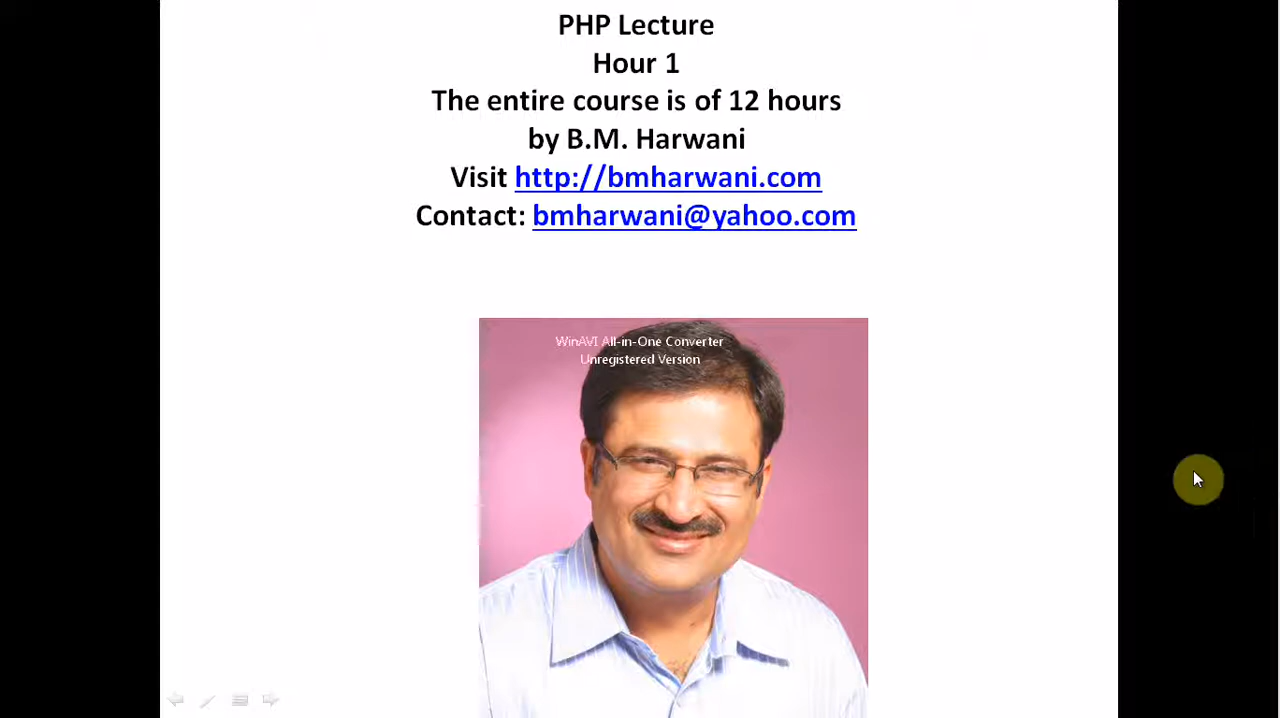 PHP Lecture
Hour 1
The entire course is of 12 hours
by B.M. Harwani
Visit http://bmharwani.com
Contact: bmharwani@yahoo.com
WinAVI All-in-One Converter
Unregistered Version